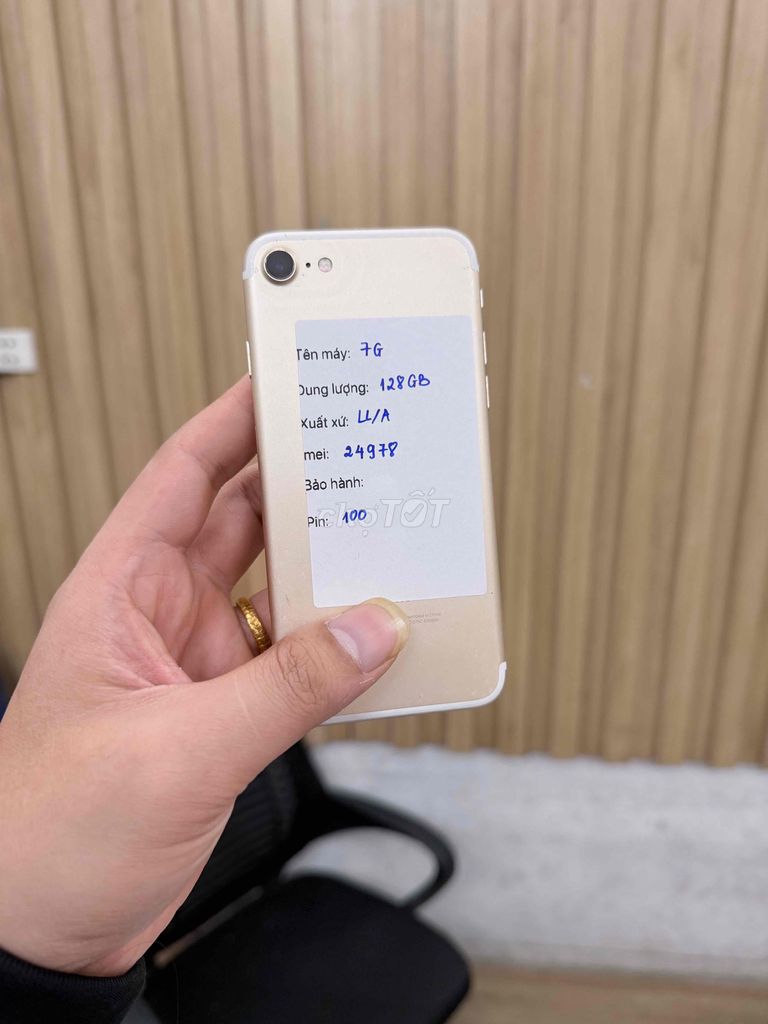 Tên máy: 7G
Dung lượng: 128GB
Xuất xứ: LL/A
mei: 24978
Bảo hành:
Pin: 100
chợTỐT